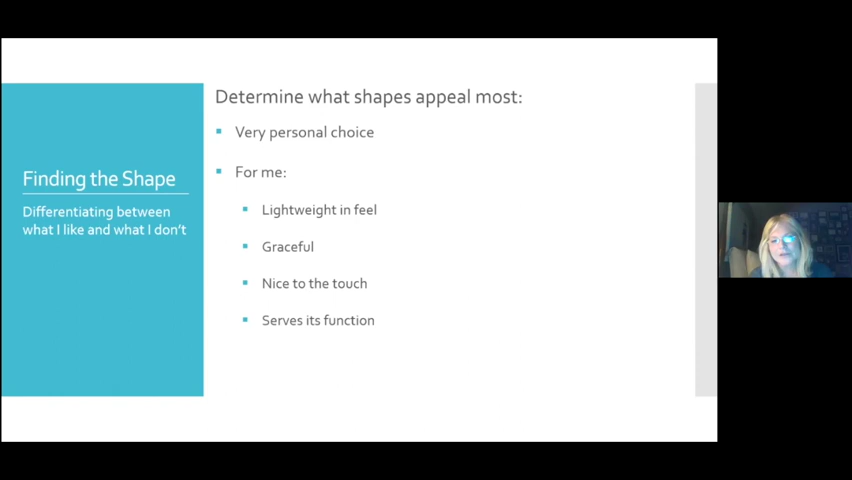 Finding the Shape
Differentiating between
what I like and what I don't
Determine what shapes appeal most:
Very personal choice
For me:
Lightweight in feel
Graceful
Nice to the touch
Serves its function